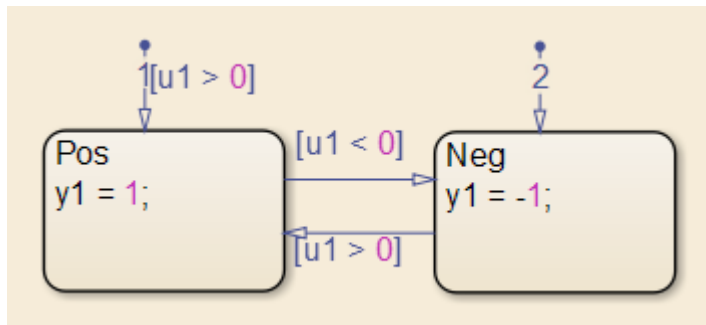 1[u1 > 0]
2
Pos
y1 = 1;
[u1 < 0]
Neg
y1 = -1;
[u1 > 0]